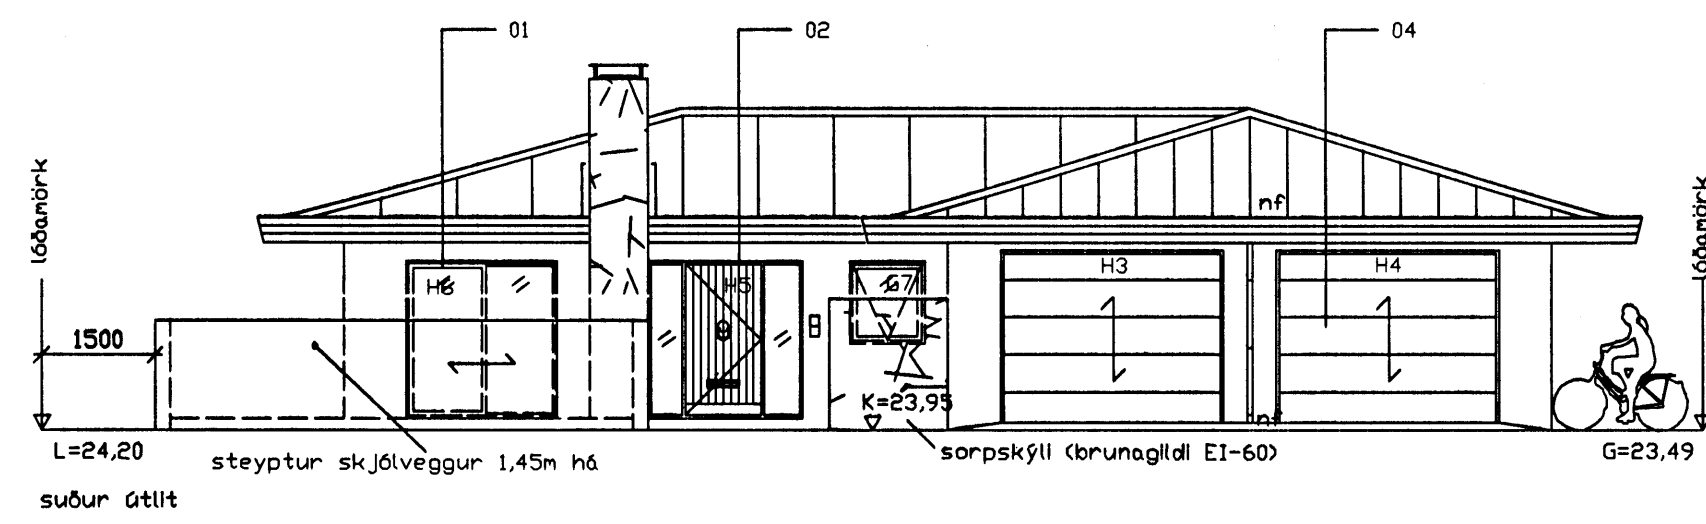 01
02
04
lóðamörk
lóðamörk
nf
H6
H5
G7
H3
H4
1500
K=23,95
nf
L=24,20
steyptur skjólveggur 1,45m há
sorpskýli (brunagildi EI-60)
G=23,49
suður útlit